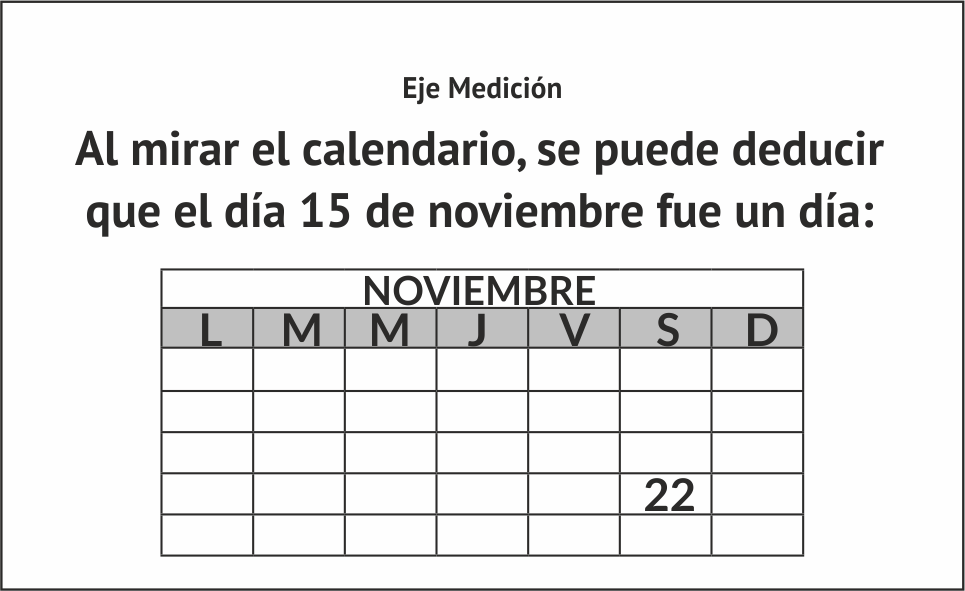 Eje Medición
Al mirar el calendario, se puede deducir
que el día 15 de noviembre fue un día:
NOVIEMBRE
L M M J V S D
22